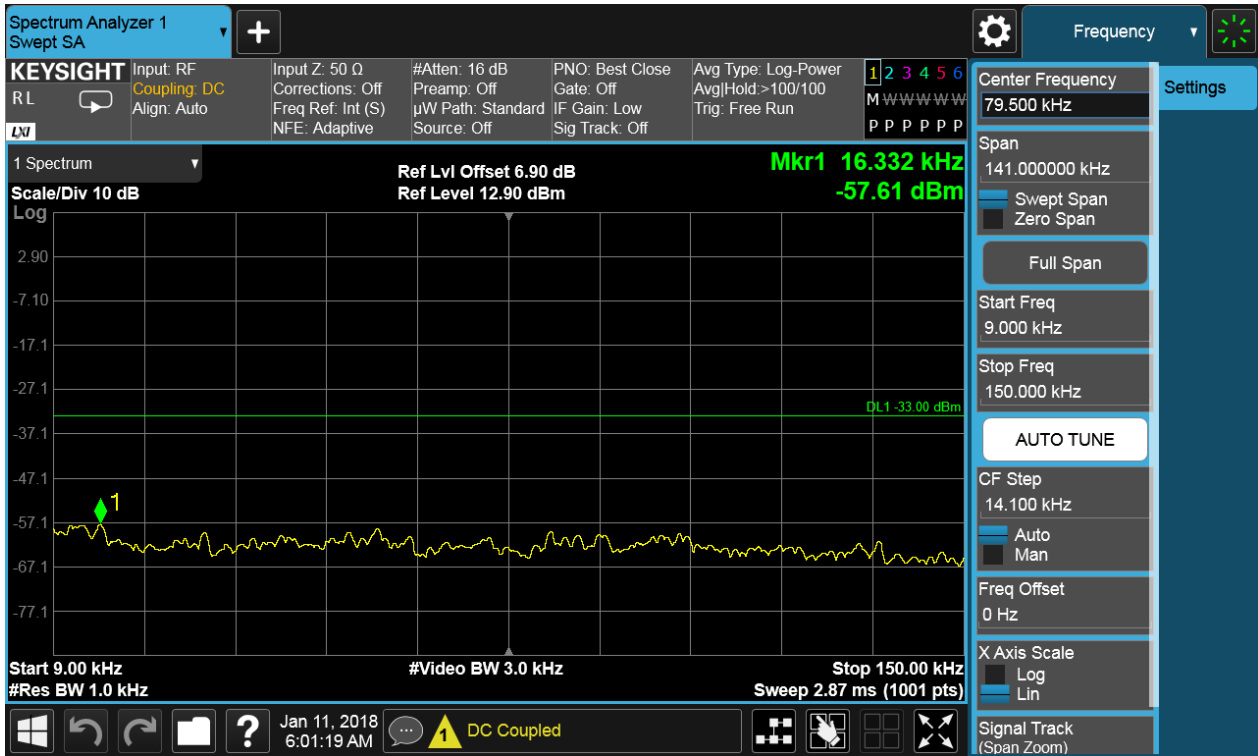 Spectrum Analyzer 1
Swept SA
+
Frequency
KEYSIGHT
RL
LXI
Input: RF
Coupling: DC
Align: Auto
Input Z: 50 Ω
Corrections: Off
Freq Ref: Int (S)
NFE: Adaptive
#Atten: 16 dB
Preamp: Off
µW Path: Standard
Source: Off
PNO: Best Close
Gate: Off
IF Gain: Low
Sig Track: Off
Avg Type: Log-Power
Avg|Hold:>100/100
Trig: Free Run
1 2 3 4 5 6
M W W W W W
P P P P P P
1 Spectrum
Scale/Div 10 dB
Log
Ref Lvl Offset 6.90 dB
Ref Level 12.90 dBm
Mkr1 16.332 kHz
-57.61 dBm
2.90
-7.10
-17.1
-27.1
DL1 -33.00 dBm
-37.1
-47.1
1
-57.1
-67.1
-77.1
Start 9.00 kHz
#Video BW 3.0 kHz
Stop 150.00 kHz
#Res BW 1.0 kHz
Sweep 2.87 ms (1001 pts)
Center Frequency
79.500 kHz
Span
141.000000 kHz
Swept Span
Zero Span
Full Span
Start Freq
9.000 kHz
Stop Freq
150.000 kHz
AUTO TUNE
CF Step
14.100 kHz
Auto
Man
Freq Offset
0 Hz
X Axis Scale
Log
Lin
Signal Track
(Span Zoom)
Settings
?
Jan 11, 2018
6:01:19 AM
1
DC Coupled